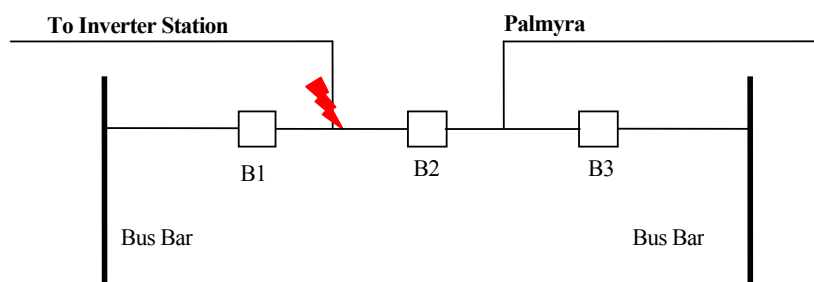 To Inverter Station
Palmyra
B1
B2
B3
Bus Bar
Bus Bar